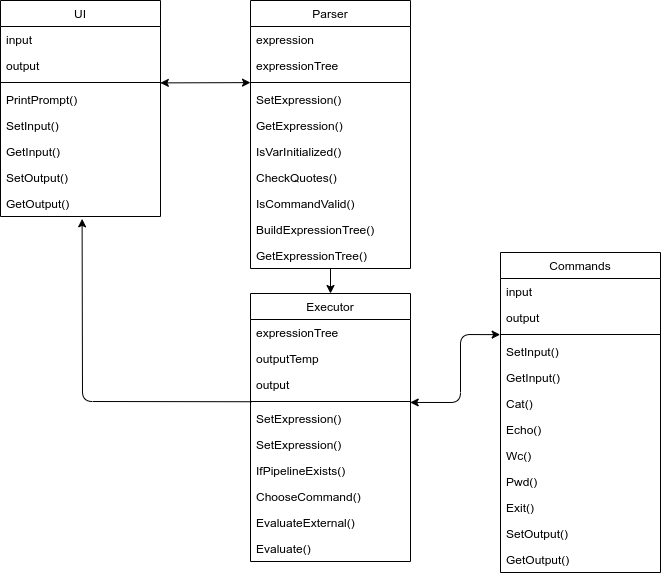 UI
input
output
PrintPrompt()
SetInput()
GetInput()
SetOutput()
GetOutput()
Parser
expression
expressionTree
SetExpression()
GetExpression()
IsVarInitialized()
CheckQuotes()
IsCommandValid()
BuildExpressionTree()
GetExpressionTree()
Executor
expressionTree
outputTemp
output
SetExpression()
SetExpression()
IfPipelineExists()
ChooseCommand()
EvaluateExternal()
Evaluate()
Commands
input
output
SetInput()
GetInput()
Cat()
Echo()
Wc()
Pwd()
Exit()
SetOutput()
GetOutput()